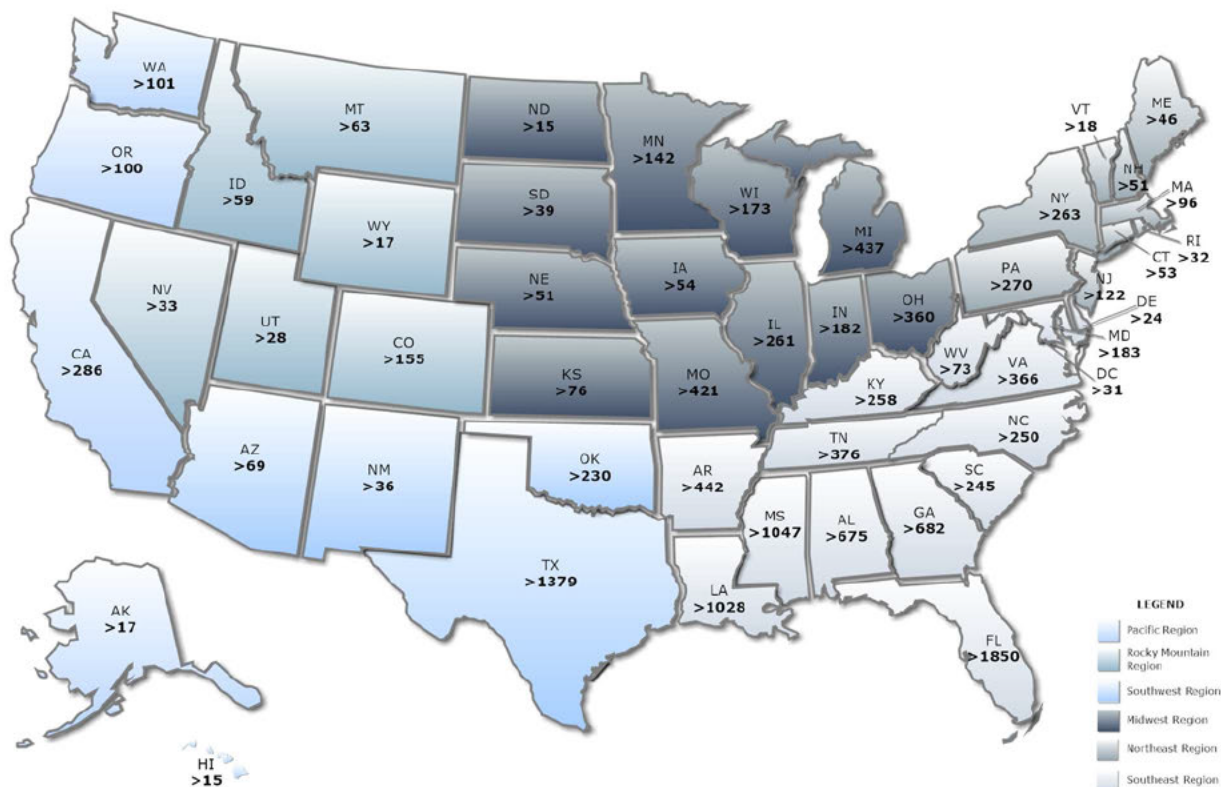 WA
>101
OR
>100
CA
>286
NV
>33
ID
>59
MT
>63
WY
>17
UT
>28
CO
>155
AZ
>69
NM
>36
ND
>15
SD
>39
NE
>51
KS
>76
OK
>230
TX
>1379
MN
>142
IA
>54
MO
>421
AR
>442
LA
>1028
WI
>173
IL
>261
MI
>437
IN
>182
OH
>360
KY
>258
TN
>376
MS
>1047
AL
>675
GA
>682
FL
>1850
SC
>245
NC
>250
VA
>366
WV
>73
PA
>270
NY
>263
VT
>18
NH
>51
ME
>46
MA
>96
RI
>32
CT
>53
NJ
>122
DE
>24
MD
>183
DC
>31
AK
>17
HI
>15
LEGEND
Pacific Region
Rocky Mountain
Region
Southwest Region
Midwest Region
Northeast Region
Southeast Region